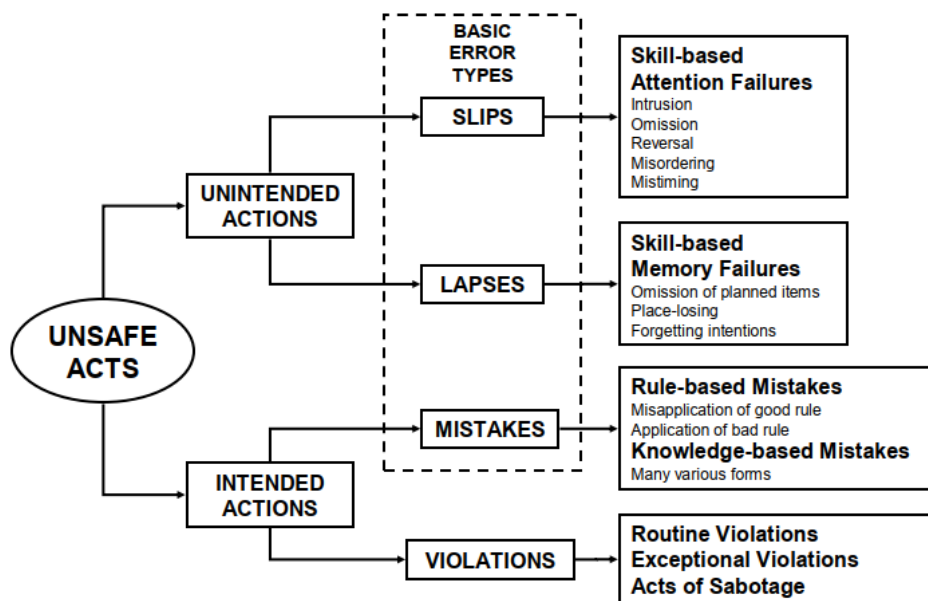 BASIC
ERROR
TYPES
UNSAFE
ACTS
UNINTENDED
ACTIONS
SLIPS
Skill-based
Attention Failures
Intrusion
Omission
Reversal
Misordering
Mistiming
LAPSES
Skill-based
Memory Failures
Omission of planned items
Place-losing
Forgetting intentions
INTENDED
ACTIONS
MISTAKES
Rule-based Mistakes
Misapplication of good rule
Application of bad rule
Knowledge-based Mistakes
Many various forms
VIOLATIONS
Routine Violations
Exceptional Violations
Acts of Sabotage